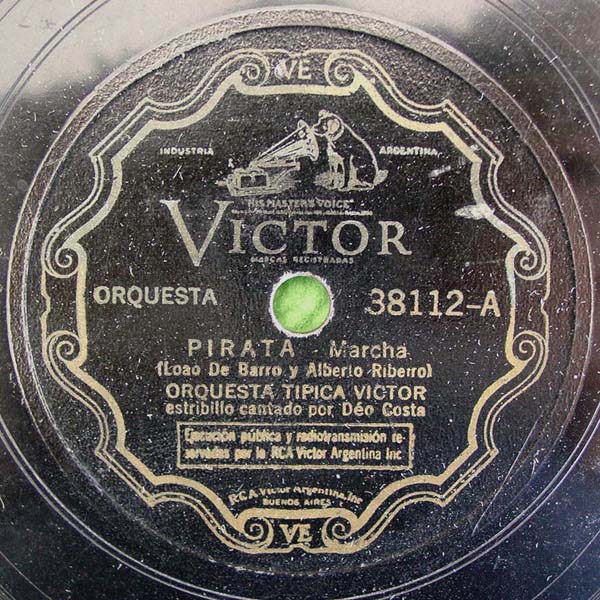 VE
INDUSTRIA ARGENTINA
"HIS MASTER'S VOICE"
VICTOR
MARCAS REGISTRADAS
ORQUESTA 38112-A
PIRATA Marcha
(Loao De Barro y Alberto Riberro)
ORQUESTA TIPICA VICTOR
estribillo cantado por Déo Costa
Ejecución pública y radiotransmisión re-
servadas por la RCA Victor Argentina Inc
RCA Victor Argentina, Inc
BUENOS AIRES
VE